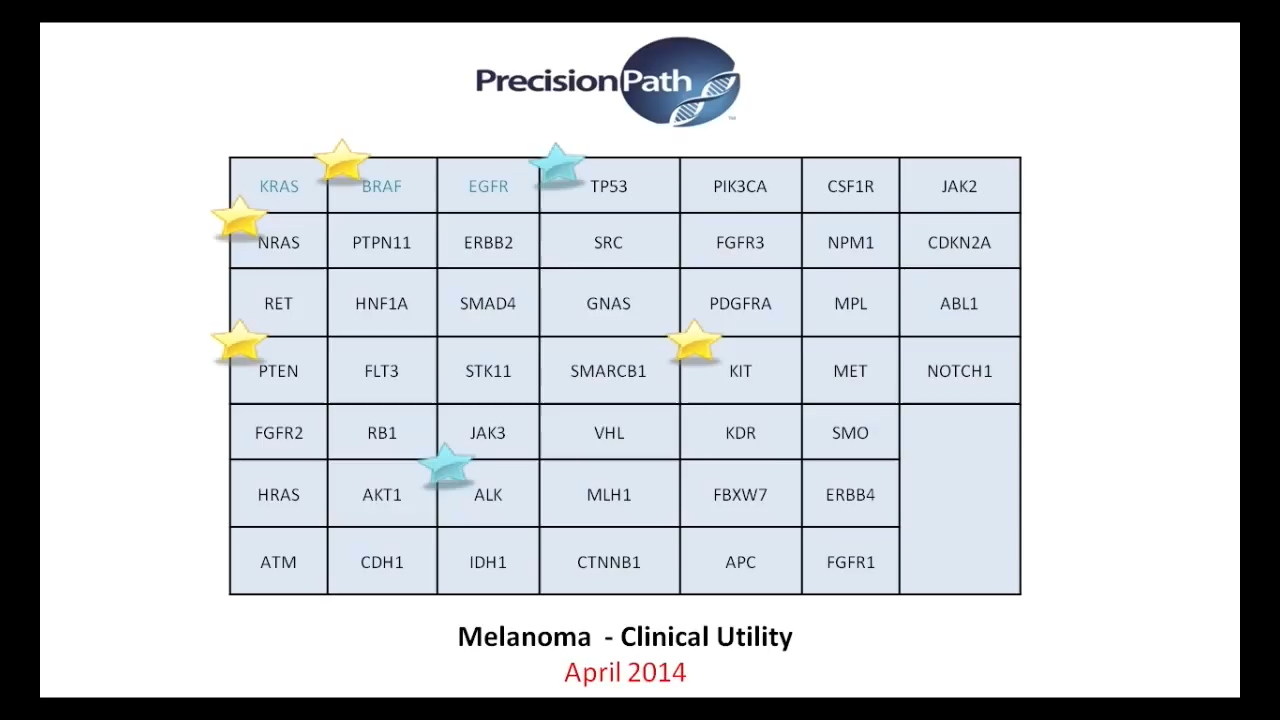 PrecisionPath™
KRAS BRAF EGFR TP53 PIK3CA CSF1R JAK2
NRAS PTPN11 ERBB2 SRC FGFR3 NPM1 CDKN2A
RET HNF1A SMAD4 GNAS PDGFRA MPL ABL1
PTEN FLT3 STK11 SMARCB1 KIT MET NOTCH1
FGFR2 RB1 JAK3 VHL KDR SMO
HRAS AKT1 ALK MLH1 FBXW7 ERBB4
ATM CDH1 IDH1 CTNNB1 APC FGFR1
Melanoma - Clinical Utility
April 2014